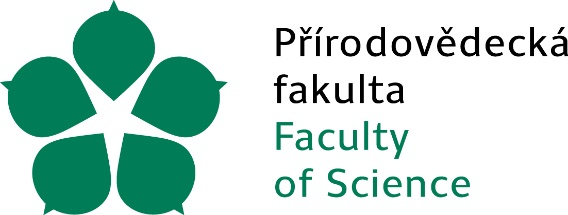 Přírodovědecká
fakulta
Faculty
of Science